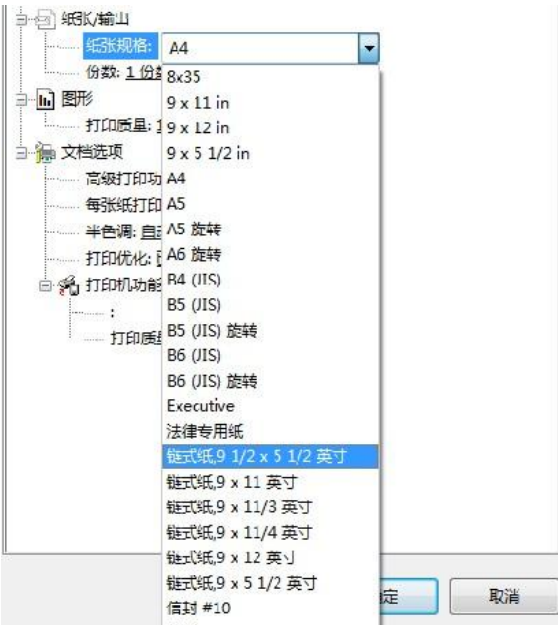 纸张/输出
纸张规格: A4
份数: 1 份
8x35
9 x 11 in
图形
打印质量:
9 x 12 in
文档选项
9 x 5 1/2 in
高级打印功
A4
每张纸打印
A5
半色调: 自
A5 旋转
打印优化:
A6 旋转
打印机功能
B4 (JIS)
:
B5 (JIS)
打印质
B5 (JIS) 旋转
B6 (JIS)
B6 (JIS) 旋转
Executive
法律专用纸
链式纸,9 1/2 x 5 1/2 英寸
链式纸,9 x 11 英寸
链式纸,9 x 11/3 英寸
链式纸,9 x 11/4 英寸
链式纸,9 x 12 英寸
链式纸,9 x 5 1/2 英寸
信封 #10
定
取消